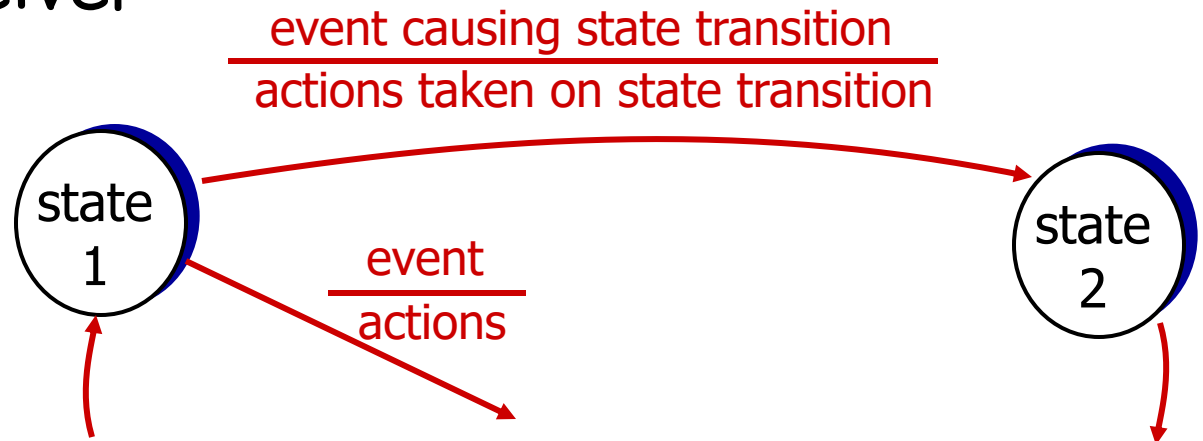 event causing state transition
actions taken on state transition
state
1
state
2
event
actions